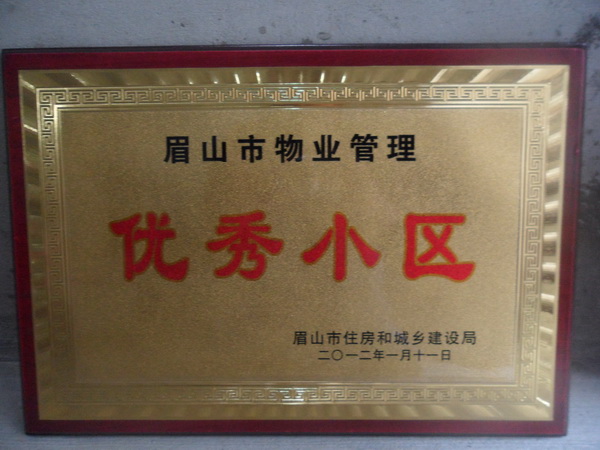 眉山市物业管理
优秀小区
眉山市住房和城乡建设局
二〇一二年一月十一日